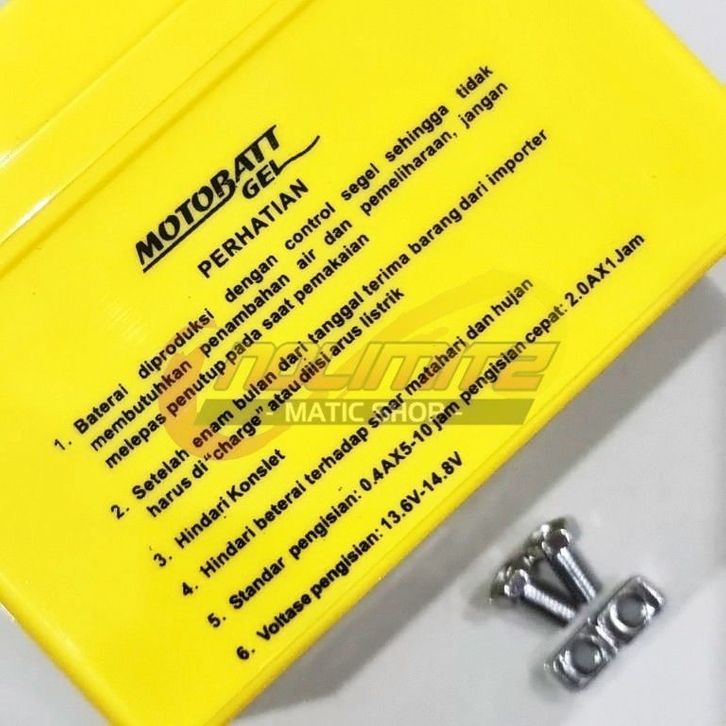 MOTOBATT
GEL
PERHATIAN
1. Baterai diproduksi dengan control segel sehingga tidak
membutuhkan penambahan air dan pemeliharaan, jangan
melepas penutup pada saat pemakaian
2. Setelah enam bulan dari tanggal terima barang dari importer
harus di "charge" atau diisi arus listrik
3. Hindari Konslet
4. Hindari beterai terhadap sinar matahari dan hujan
5. Standar pengisian: 0.4AX5-10 jam pengisian cepat: 2.0AX1Jam
6. Voltase pengisian: 13.6V-14.8V
NOLIMITZ
- MATIC SHOP -